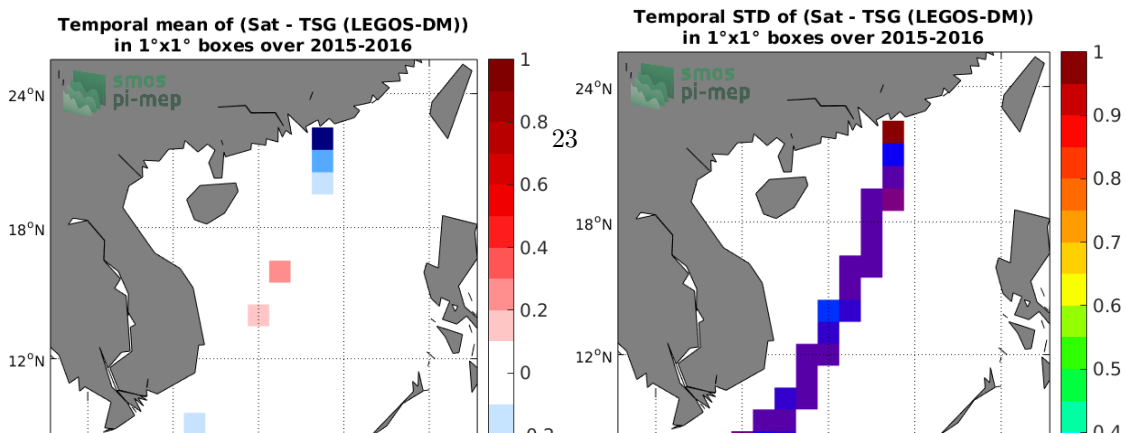 Temporal mean of (Sat - TSG (LEGOS-DM))
in 1°x1° boxes over 2015-2016
smos
pi-mep
24°N
18°N
12°N
1
0.8
0.6
0.4
0.2
0
23
Temporal STD of (Sat - TSG (LEGOS-DM))
in 1°x1° boxes over 2015-2016
smos
pi-mep
24°N
18°N
12°N
1
0.9
0.8
0.7
0.6
0.5
0.4